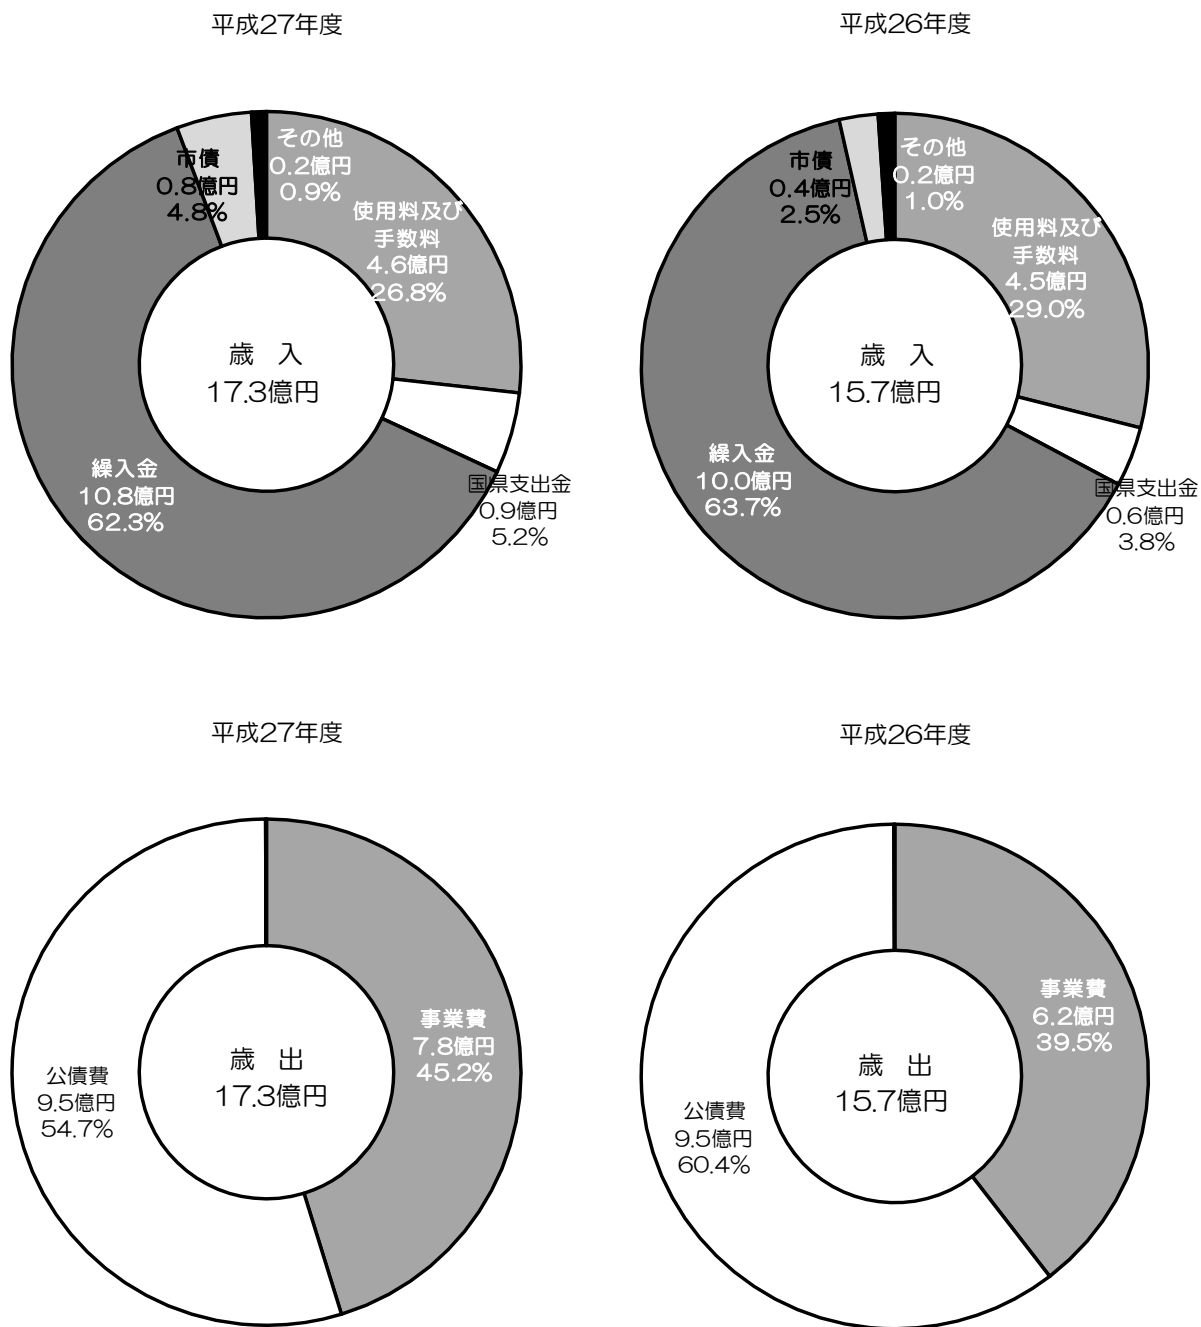 平成27年度
その他
0.2億円
0.9%
使用料及び
手数料
4.6億円
26.8%
国県支出金
0.9億円
5.2%
繰入金
10.8億円
62.3%
市債
0.8億円
4.8%
歳 入
17.3億円
平成26年度
その他
0.2億円
1.0%
使用料及び
手数料
4.5億円
29.0%
国県支出金
0.6億円
3.8%
繰入金
10.0億円
63.7%
市債
0.4億円
2.5%
歳 入
15.7億円
平成27年度
事業費
7.8億円
45.2%
公債費
9.5億円
54.7%
歳 出
17.3億円
平成26年度
事業費
6.2億円
39.5%
公債費
9.5億円
60.4%
歳 出
15.7億円